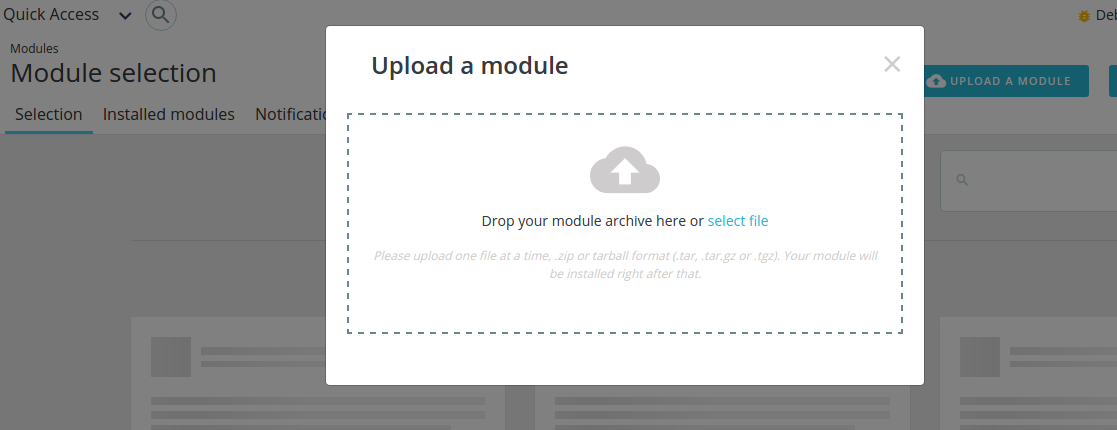 Quick Access
Deb
Modules
Module selection
UPLOAD A MODULE
Selection Installed modules Notificatio
Upload a module
Drop your module archive here or select file
Please upload one file at a time, .zip or tarball format (.tar, .tar.gz or .tgz). Your module will
be installed right after that.